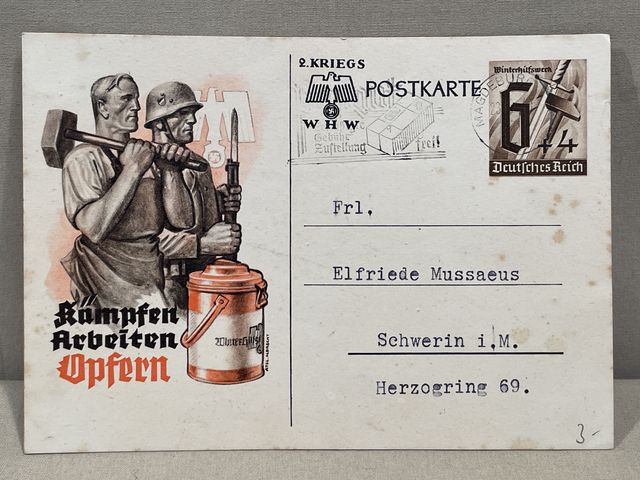 2. KRIEGS
WHW
POSTKARTE
Winterhilfswerk
6+4
Deutsches Reich
MAGDEBURG
Gebühr
Zustellung frei!
Frl.
Elfriede Mussaeus
Schwerin i.M.
Herzogring 69.
Kämpfen
Arbeiten
Opfern
3-